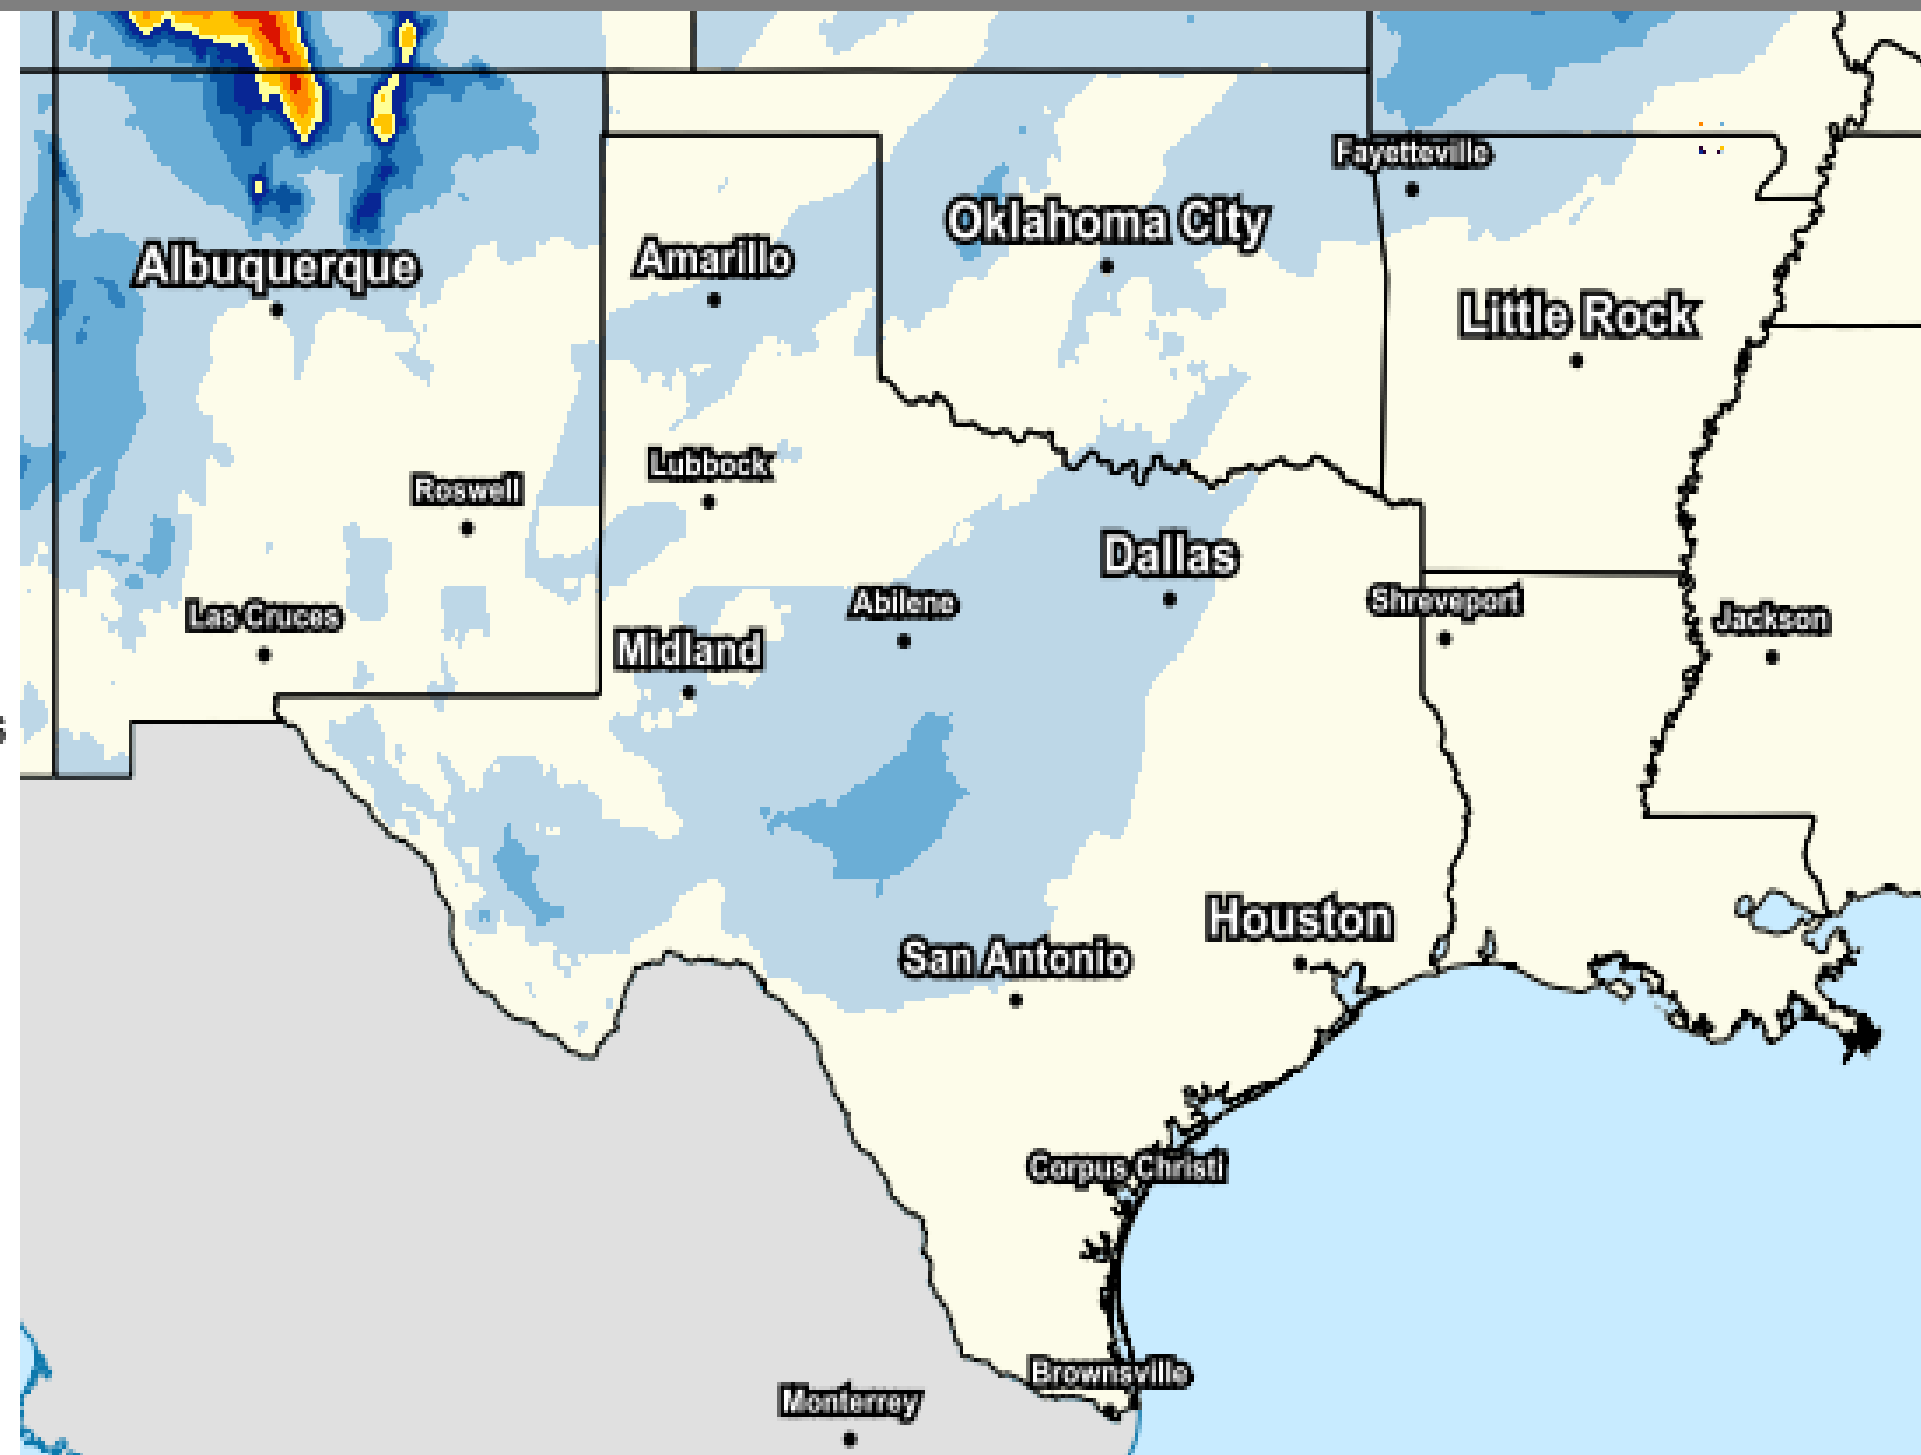 Fayetteville
Oklahoma City
Albuquerque
Amarillo
Little Rock
Lubbock
Roswell
Dallas
Las Cruces
Abilene
Shreveport
Jackson
Midland
s
Houston
San Antonio
Corpus Christi
Brownsville
Monterrey